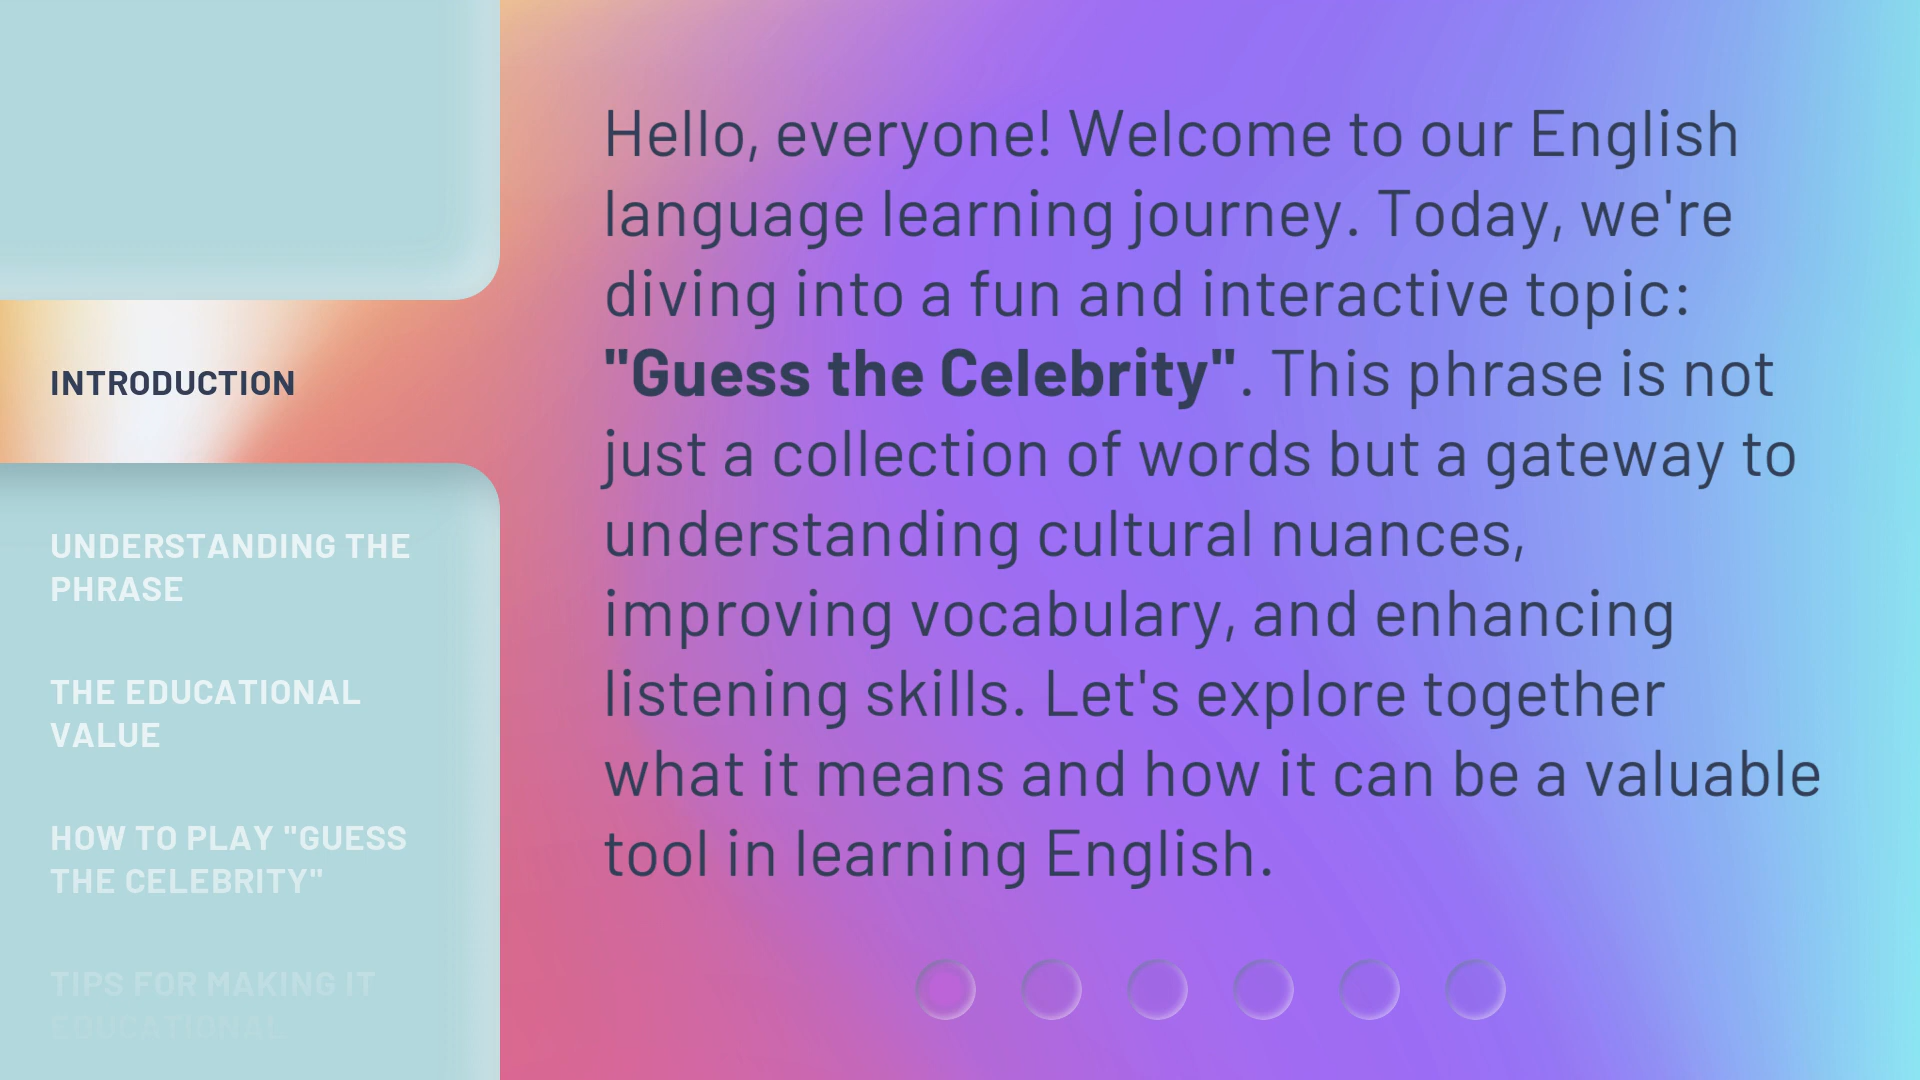 INTRODUCTION
UNDERSTANDING THE
PHRASE
THE EDUCATIONAL
VALUE
HOW TO PLAY "GUESS
THE CELEBRITY"
TIPS FOR MAKING IT
EDUCATIONAL
Hello, everyone! Welcome to our English
language learning journey. Today, we're
diving into a fun and interactive topic:
"Guess the Celebrity". This phrase is not
just a collection of words but a gateway to
understanding cultural nuances,
improving vocabulary, and enhancing
listening skills. Let's explore together
what it means and how it can be a valuable
tool in learning English.